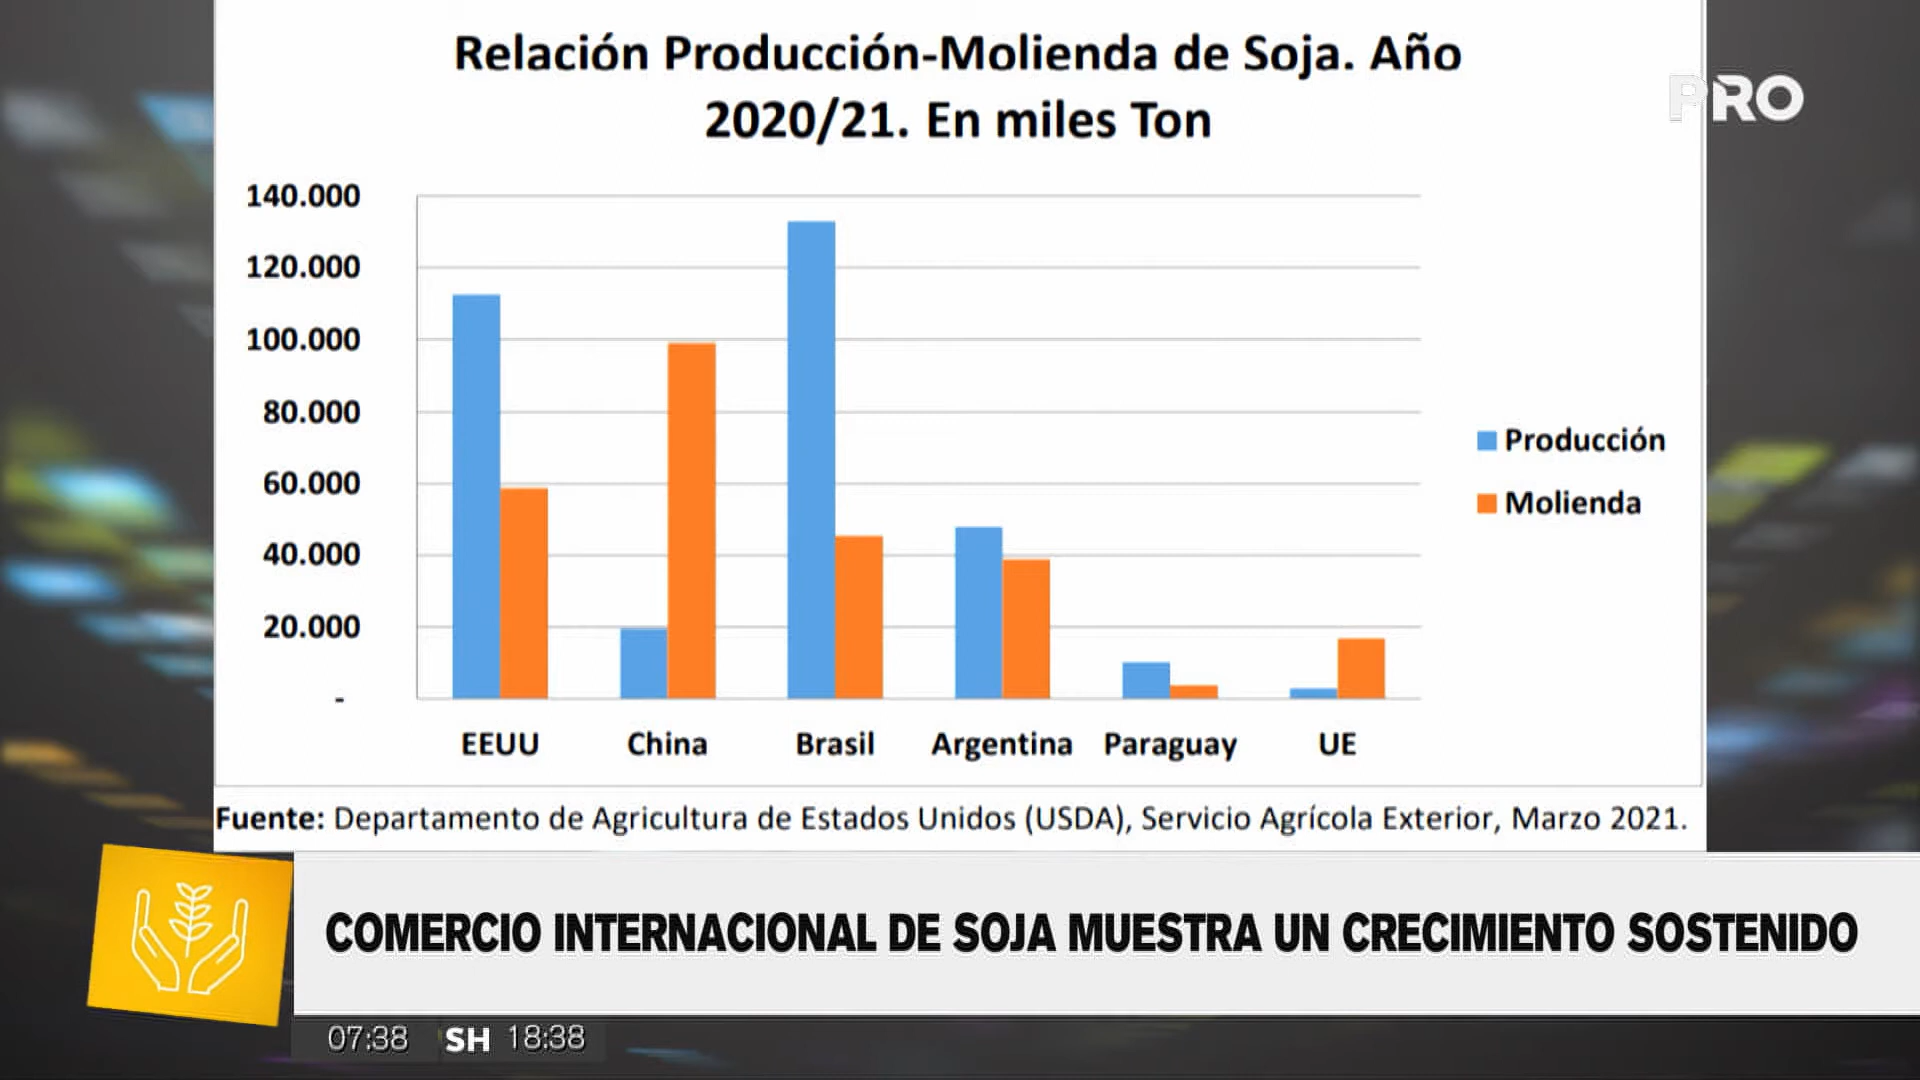 Relación Producción-Molienda de Soja. Año
2020/21. En miles Ton
PRO
140.000
120.000
100.000
80.000
60.000
40.000
20.000
-
Producción
Molienda
EEUU China Brasil Argentina Paraguay UE
Fuente: Departamento de Agricultura de Estados Unidos (USDA), Servicio Agrícola Exterior, Marzo 2021.
COMERCIO INTERNACIONAL DE SOJA MUESTRA UN CRECIMIENTO SOSTENIDO
07:38 SH 18:38